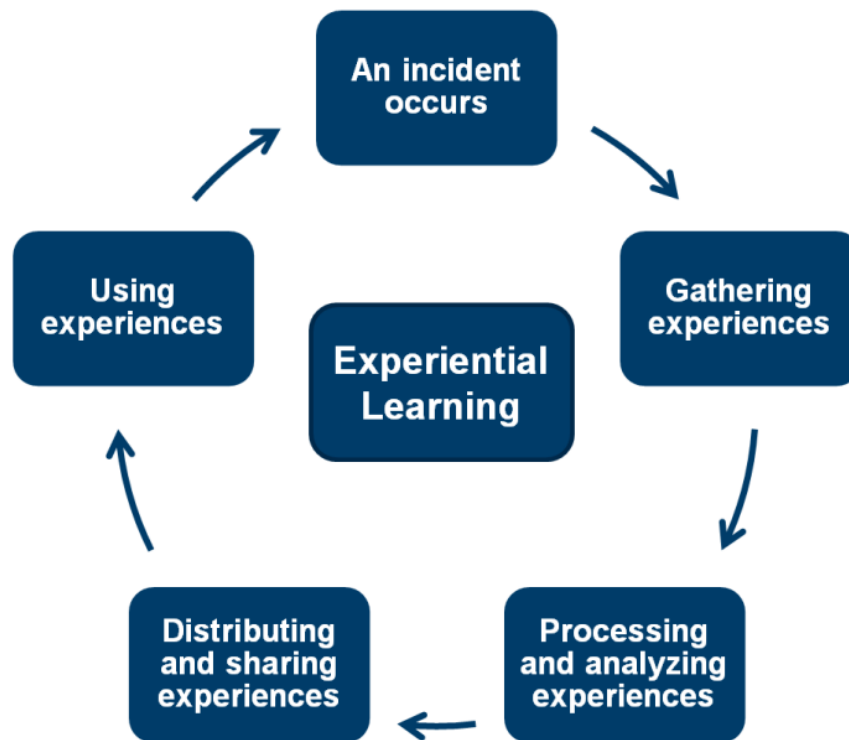 An incident
occurs
Gathering
experiences
Processing
and analyzing
experiences
Distributing
and sharing
experiences
Using
experiences
Experiential
Learning